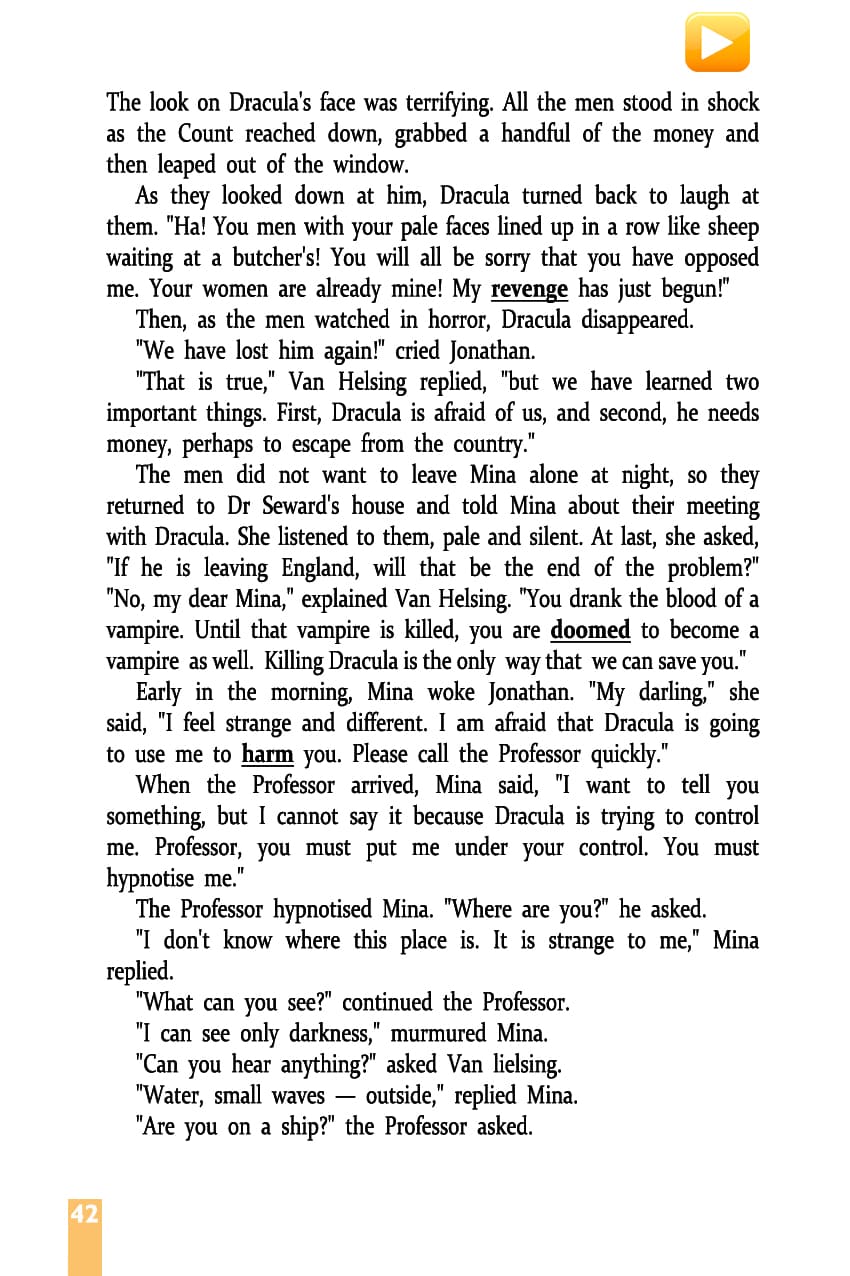 The look on Dracula's face was terrifying. All the men stood in shock
as the Count reached down, grabbed a handful of the money and
then leaped out of the window.
As they looked down at him, Dracula turned back to laugh at
them. "Ha! You men with your pale faces lined up in a row like sheep
waiting at a butcher's! You will all be sorry that you have opposed
me. Your women are already mine! My revenge has just begun!"
Then, as the men watched in horror, Dracula disappeared.
"We have lost him again!" cried Jonathan.
"That is true," Van Helsing replied, "but we have learned two
important things. First, Dracula is afraid of us, and second, he needs
money, perhaps to escape from the country."
The men did not want to leave Mina alone at night, so they
returned to Dr Seward's house and told Mina about their meeting
with Dracula. She listened to them, pale and silent. At last, she asked,
"If he is leaving England, will that be the end of the problem?"
"No, my dear Mina," explained Van Helsing. "You drank the blood of a
vampire. Until that vampire is killed, you are doomed to become a
vampire as well. Killing Dracula is the only way that we can save you."
Early in the morning, Mina woke Jonathan. "My darling," she
said, "I feel strange and different. I am afraid that Dracula is going
to use me to harm you. Please call the Professor quickly."
When the Professor arrived, Mina said, "I want to tell you
something, but I cannot say it because Dracula is trying to control
me. Professor, you must put me under your control. You must
hypnotise me."
The Professor hypnotised Mina. "Where are you?" he asked.
"I don't know where this place is. It is strange to me," Mina
replied.
"What can you see?" continued the Professor.
"I can see only darkness," murmured Mina.
"Can you hear anything?" asked Van lielsing.
"Water, small waves — outside," replied Mina.
"Are you on a ship?" the Professor asked.
42